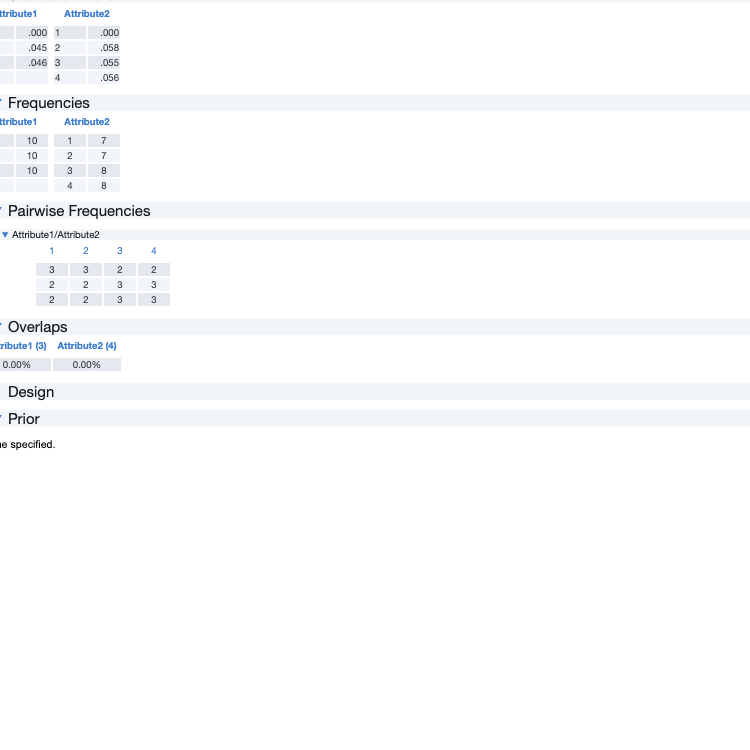 ttribute1 Attribute2
.000 1 .000
.045 2 .058
.046 3 .055
4 .056
Frequencies
ttribute1 Attribute2
10 1 7
10 2 7
10 3 8
4 8
Pairwise Frequencies
Attribute1/Attribute2
1 2 3 4
3 3 2 2
2 2 3 3
2 2 3 3
Overlaps
ribute1 (3) Attribute2 (4)
0.00% 0.00%
Design
Prior
e specified.